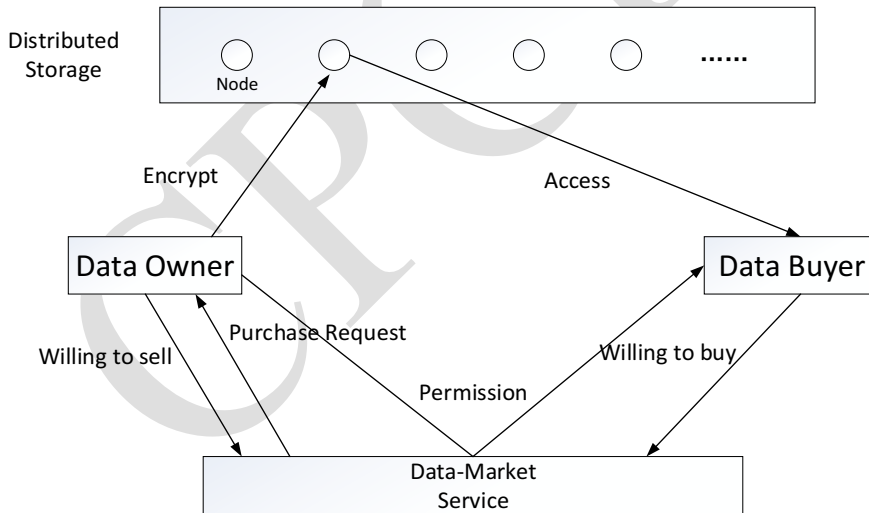 Distributed
Storage
......
Node
Encrypt
Access
Data Owner
Data Buyer
Purchase Request
Willing to sell
Willing to buy
Permission
Data-Market
Service